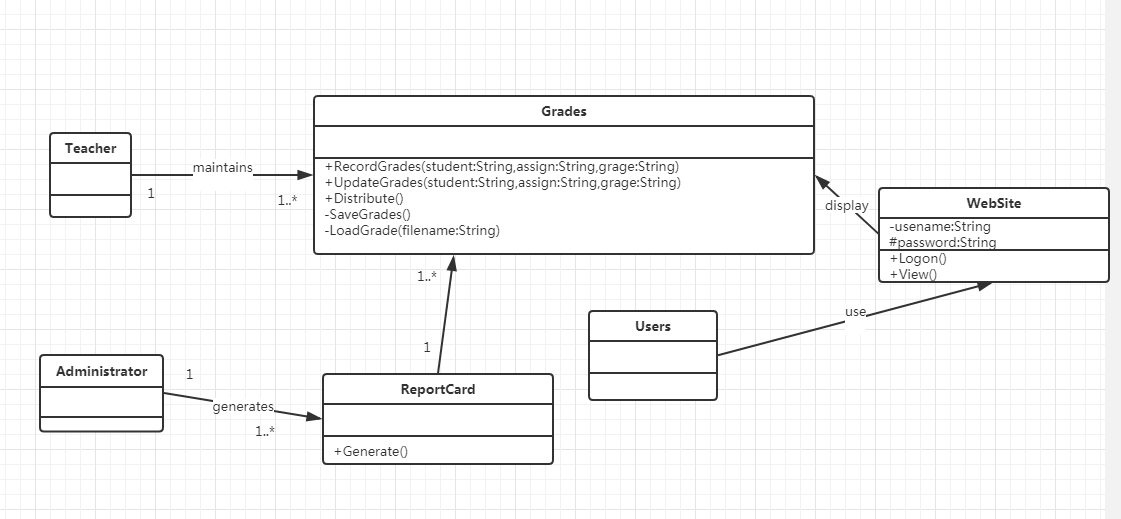 Grades
Teacher
maintains
1
1..*
+RecordGrades(student:String,assign:String,grage:String)
+UpdateGrades(student:String,assign:String,grage:String)
+Distribute()
-SaveGrades()
-LoadGrade(filename:String)
display
WebSite
-usename:String
#password:String
+Logon()
+View()
1..*
1
use
Users
Administrator
1
generates
1..*
ReportCard
+Generate()